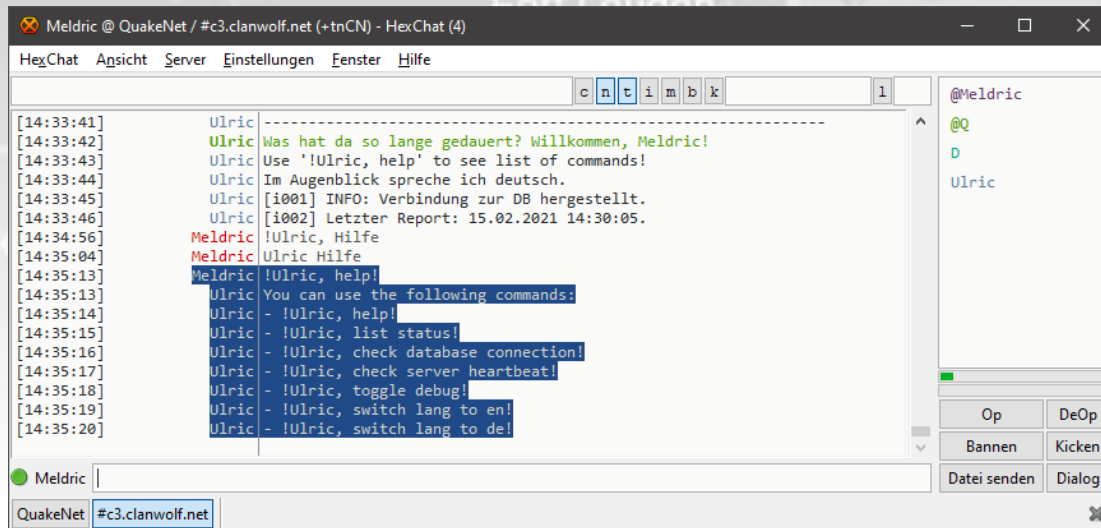 Meldric @ QuakeNet / #c3.clanwolf.net (+tnCN) - HexChat (4)
HexChat Ansicht Server Einstellungen Fenster Hilfe
c n t i m b k l
[14:33:41] Ulric ---------------------------------------------------------------
[14:33:42] Ulric Was hat da so lange gedauert? Willkommen, Meldric!
[14:33:43] Ulric Use '!Ulric, help' to see list of commands!
[14:33:44] Ulric Im Augenblick spreche ich deutsch.
[14:33:45] Ulric [i001] INFO: Verbindung zur DB hergestellt.
[14:33:46] Ulric [i002] Letzter Report: 15.02.2021 14:30:05.
[14:34:56] Meldric !Ulric, Hilfe
[14:35:04] Meldric Ulric Hilfe
[14:35:13] Meldric !Ulric, help!
[14:35:13] Ulric You can use the following commands:
[14:35:14] Ulric - !Ulric, help!
[14:35:15] Ulric - !Ulric, list status!
[14:35:16] Ulric - !Ulric, check database connection!
[14:35:17] Ulric - !Ulric, check server heartbeat!
[14:35:18] Ulric - !Ulric, toggle debug!
[14:35:19] Ulric - !Ulric, switch lang to en!
[14:35:20] Ulric - !Ulric, switch lang to de!
@Meldric
@Q
D
Ulric
Op DeOp
Bannen Kicken
Datei senden Dialog
Meldric
QuakeNet #c3.clanwolf.net